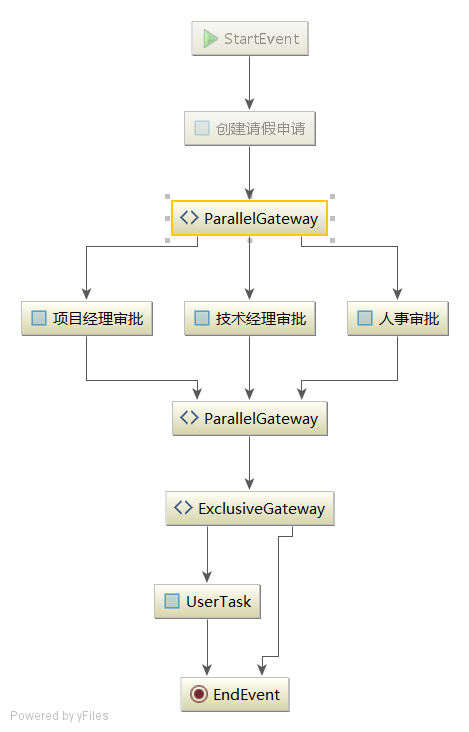 StartEvent
创建请假申请
ParallelGateway
项目经理审批
技术经理审批
人事审批
ParallelGateway
ExclusiveGateway
UserTask
EndEvent
Powered by yFiles